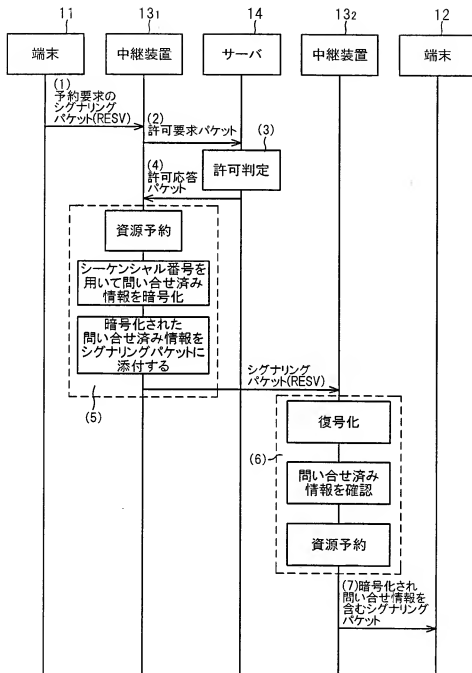 11
131
14
132
12
端末
中継装置
サーバ
中継装置
端末
(1)
予約要求の
シグナリング
パケット(RESV)
(2)
許可要求パケット
(3)
許可判定
(4)
許可応答
パケット
資源予約
シーケンシャル番号を
用いて問い合せ済み
情報を暗号化
暗号化された
問い合せ済み情報を
シグナリングパケットに
添付する
(5)
シグナリング
パケット(RESV)
復号化
(6)
問い合せ済み
情報を確認
資源予約
(7)暗号化され
問い合せ情報を
含むシグナリング
パケット